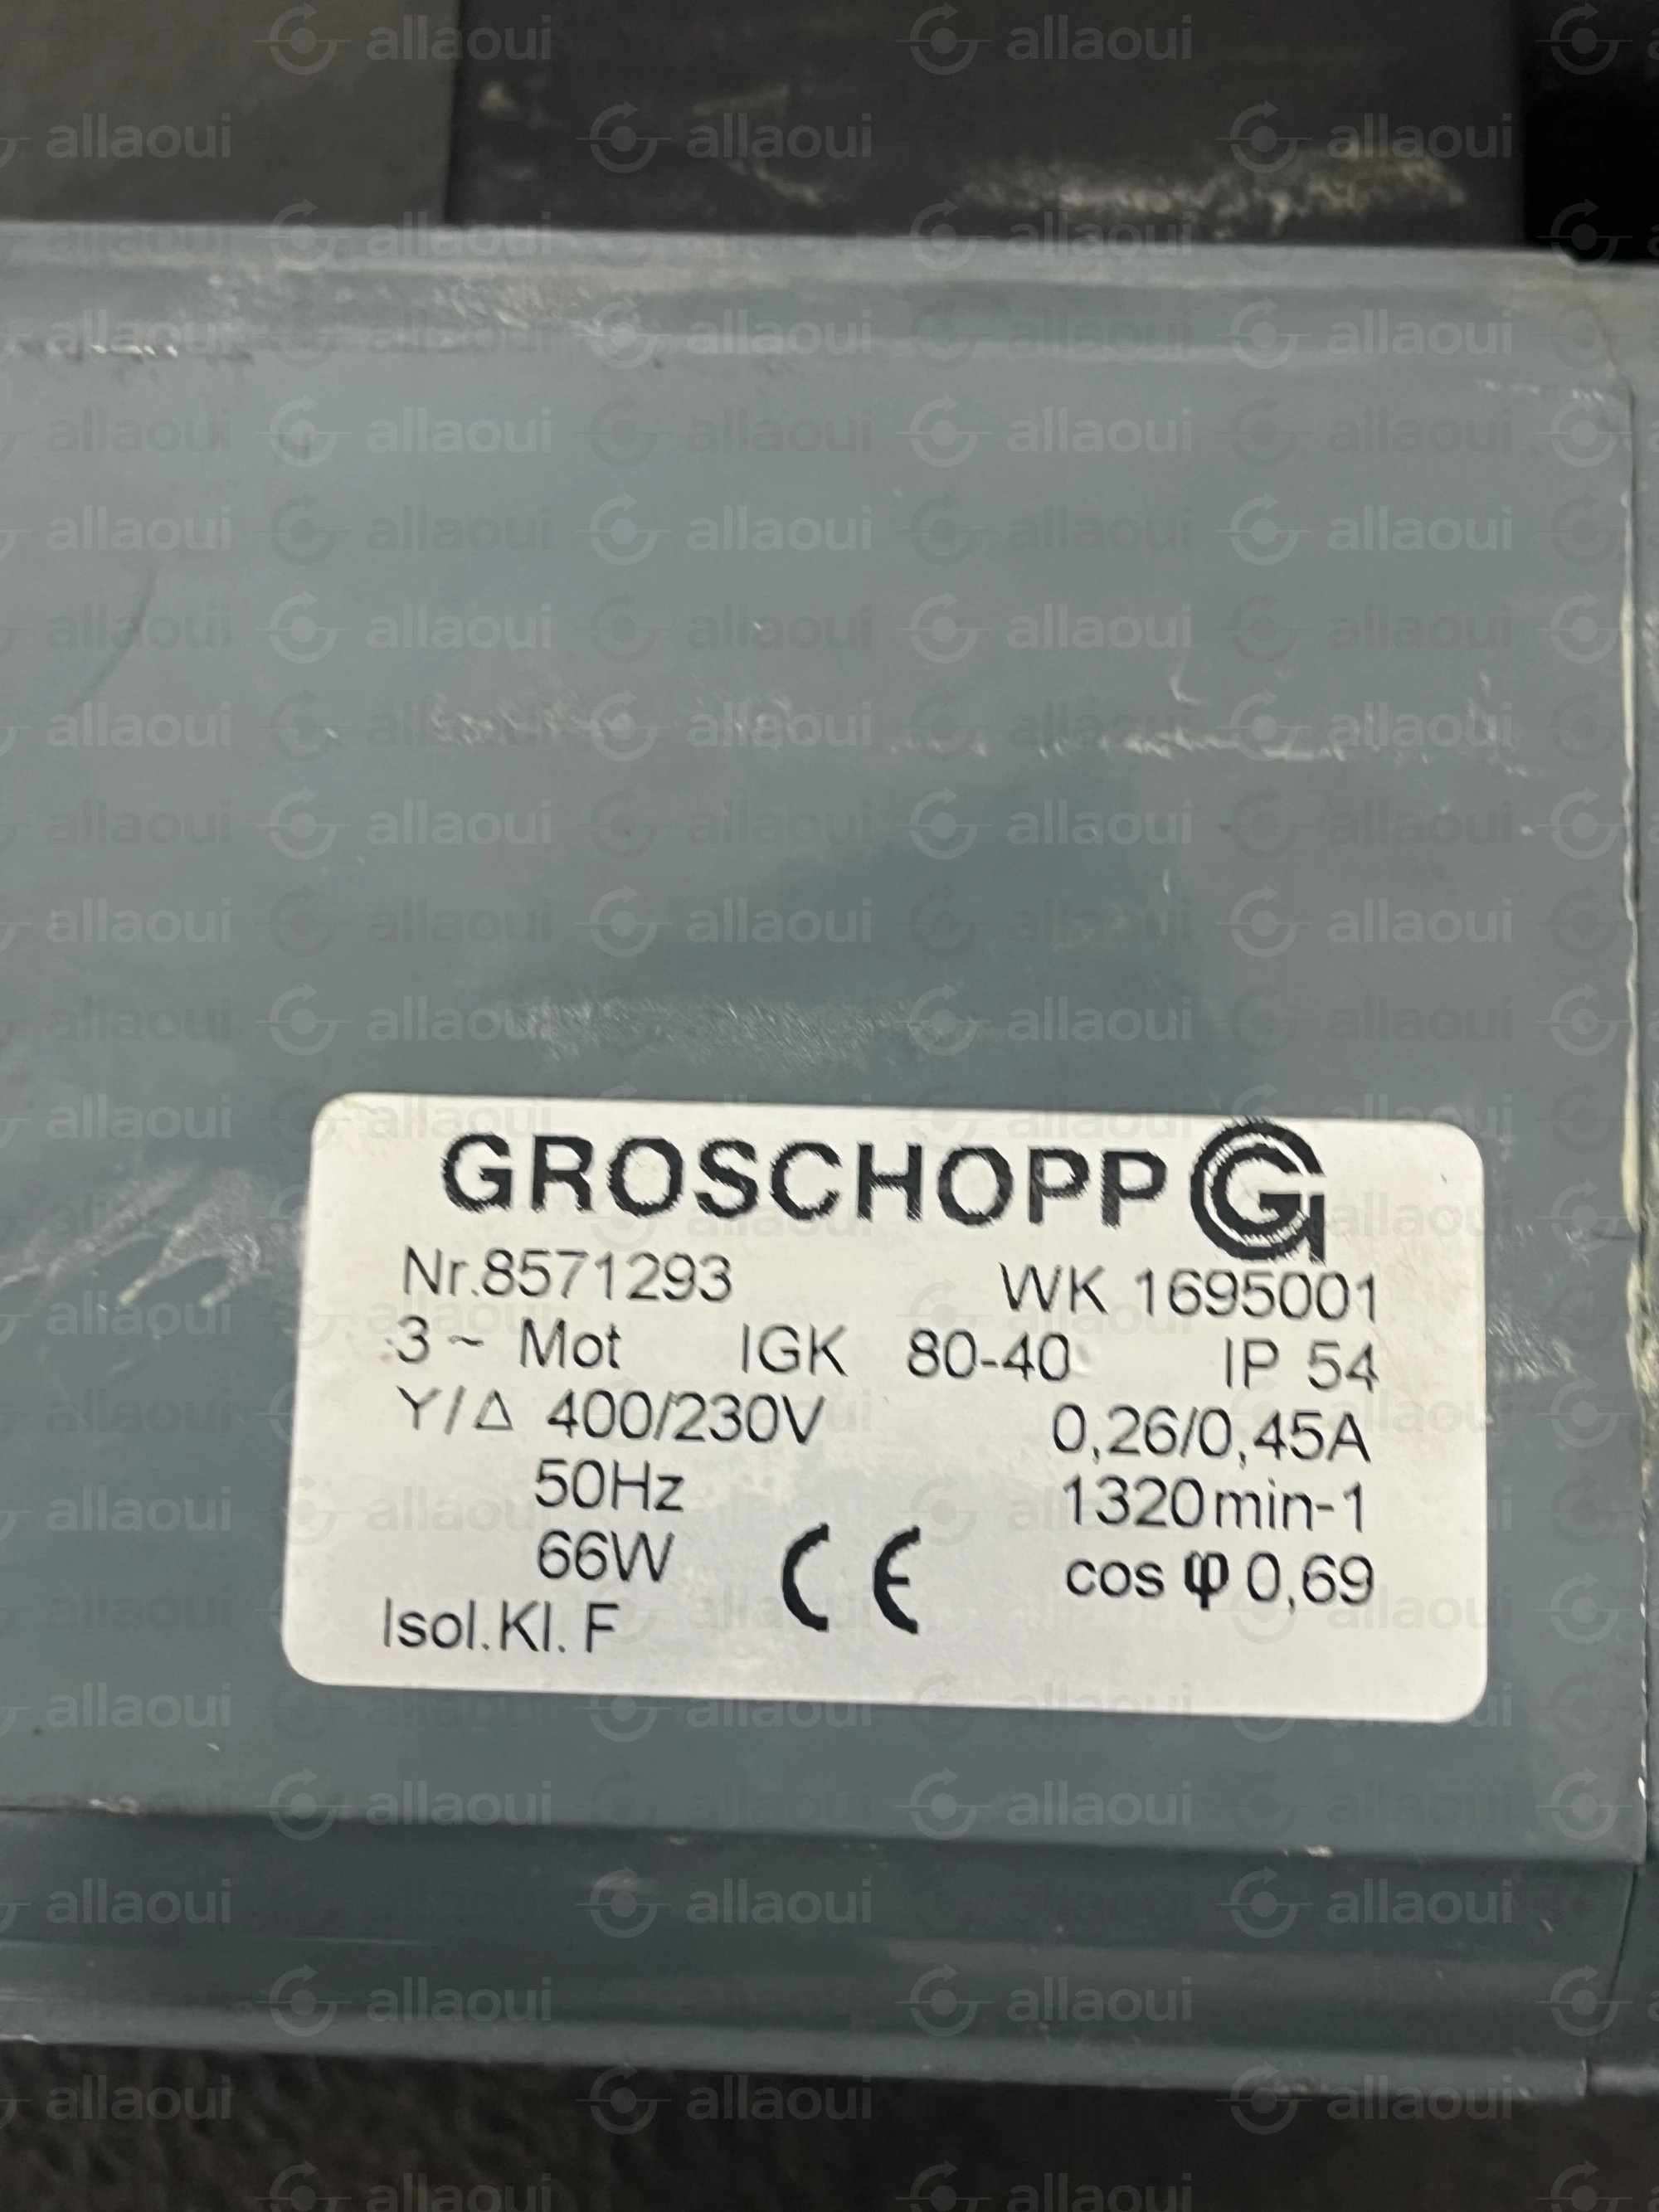 GROSCHOPP
Nr.8571293 WK 1695001
3 ~ Mot IGK 80-40 IP 54
Y/Δ 400/230V 0,26/0,45A
50Hz 1320min-1
66W CE cos φ 0,69
Isol.Kl. F
allaoui